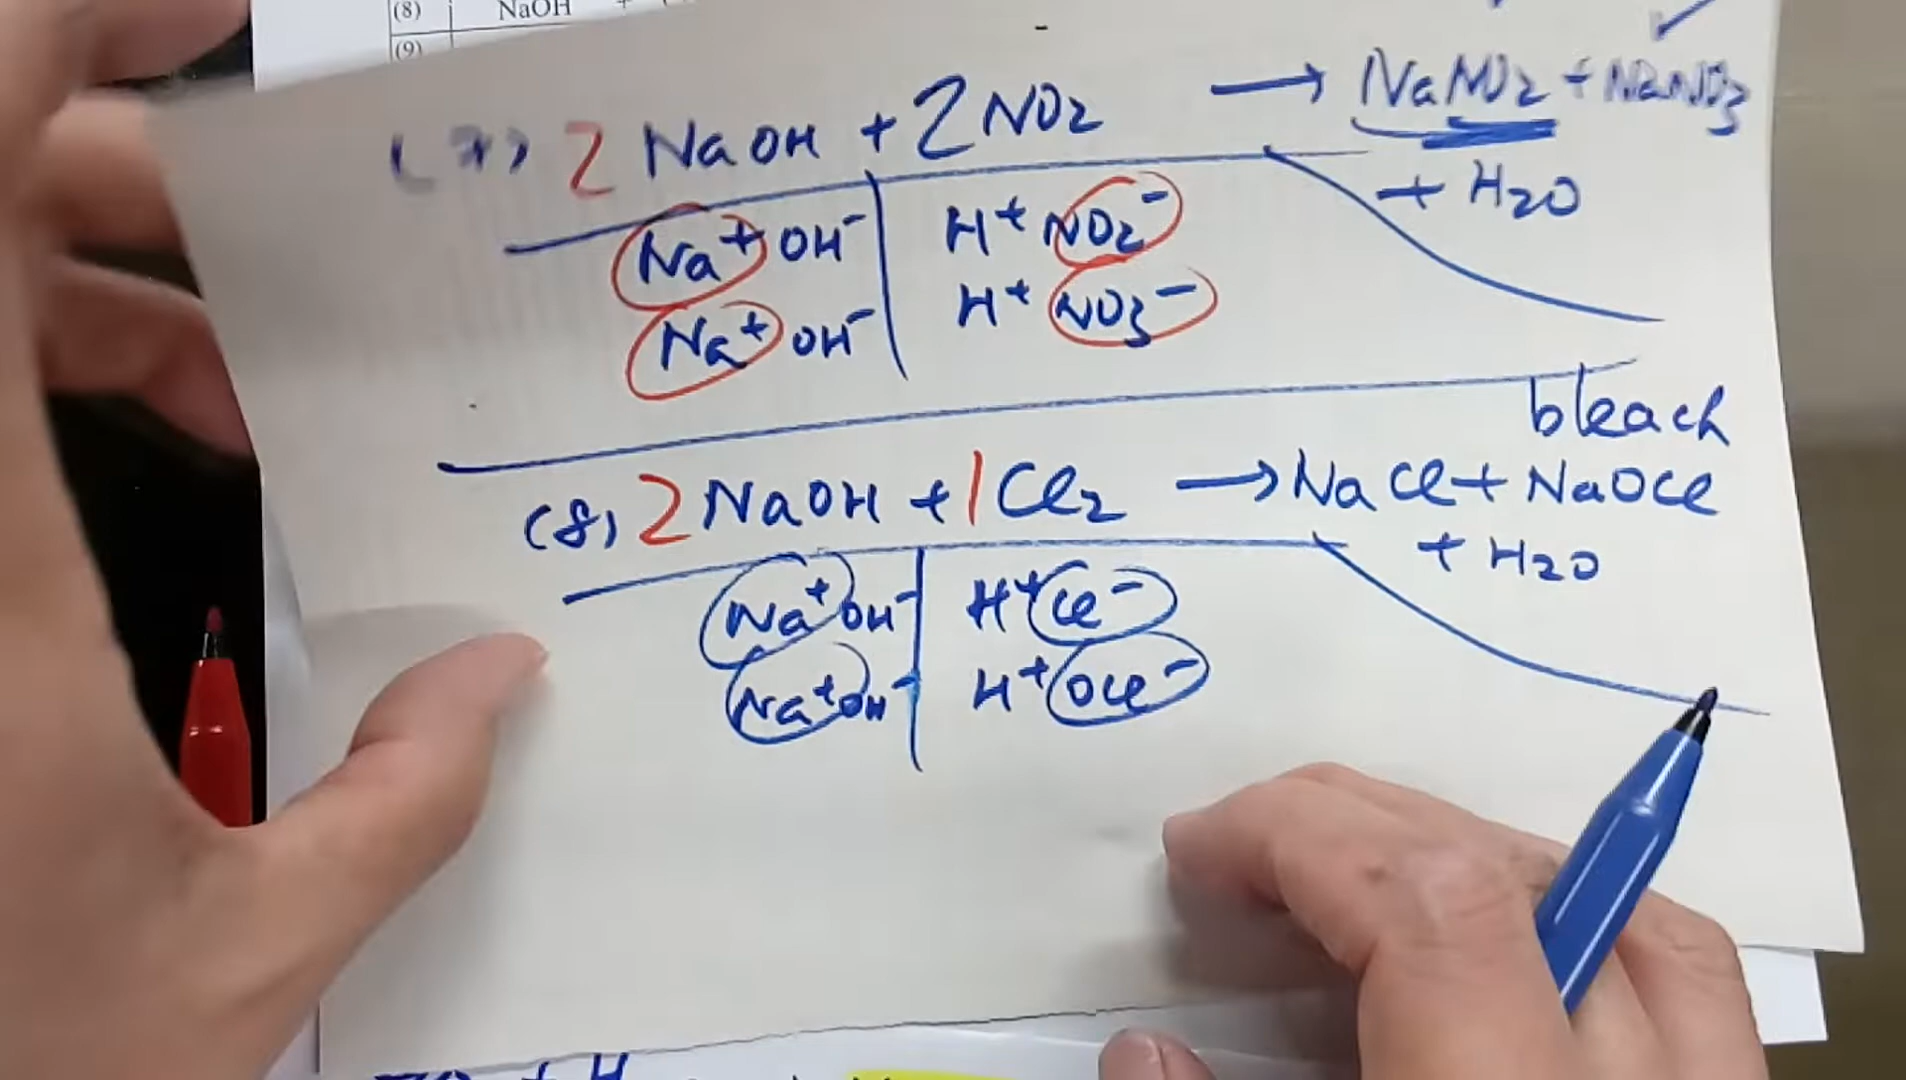 (8) NaOH +
(9)
(7) 2 NaOH + 2 NO2 → NaNO2 + NaNO3
+ H2O
Na+ OH- H+ NO2-
Na+ OH- H+ NO3-
bleach
(8) 2 NaOH + 1 Cl2 → NaCl + NaOCl
+ H2O
Na+ OH- H+ Cl-
Na+ OH- H+ OCl-